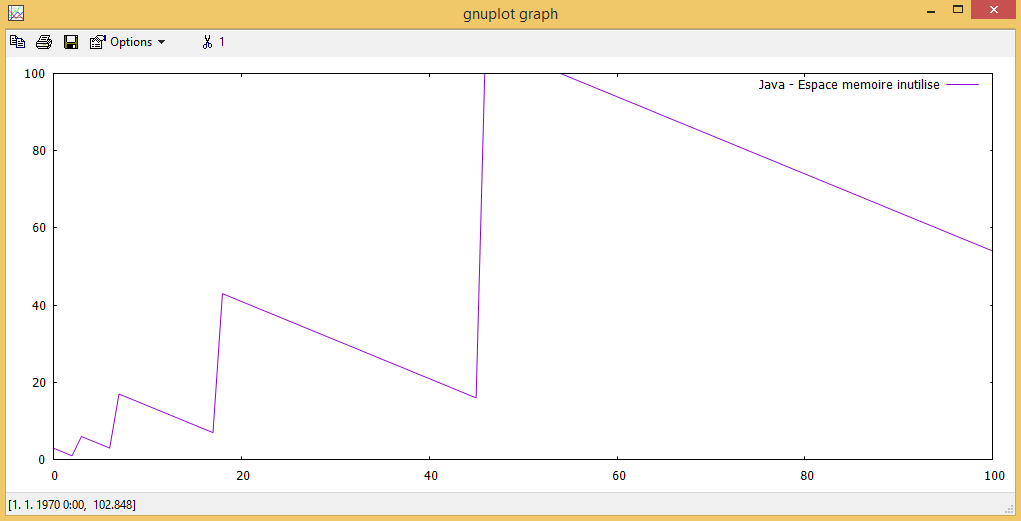 gnuplot graph
Options 1
Java - Espace memoire inutilise
100
80
60
40
20
0
0 20 40 60 80 100
[1. 1. 1970 0:00, 102.848]